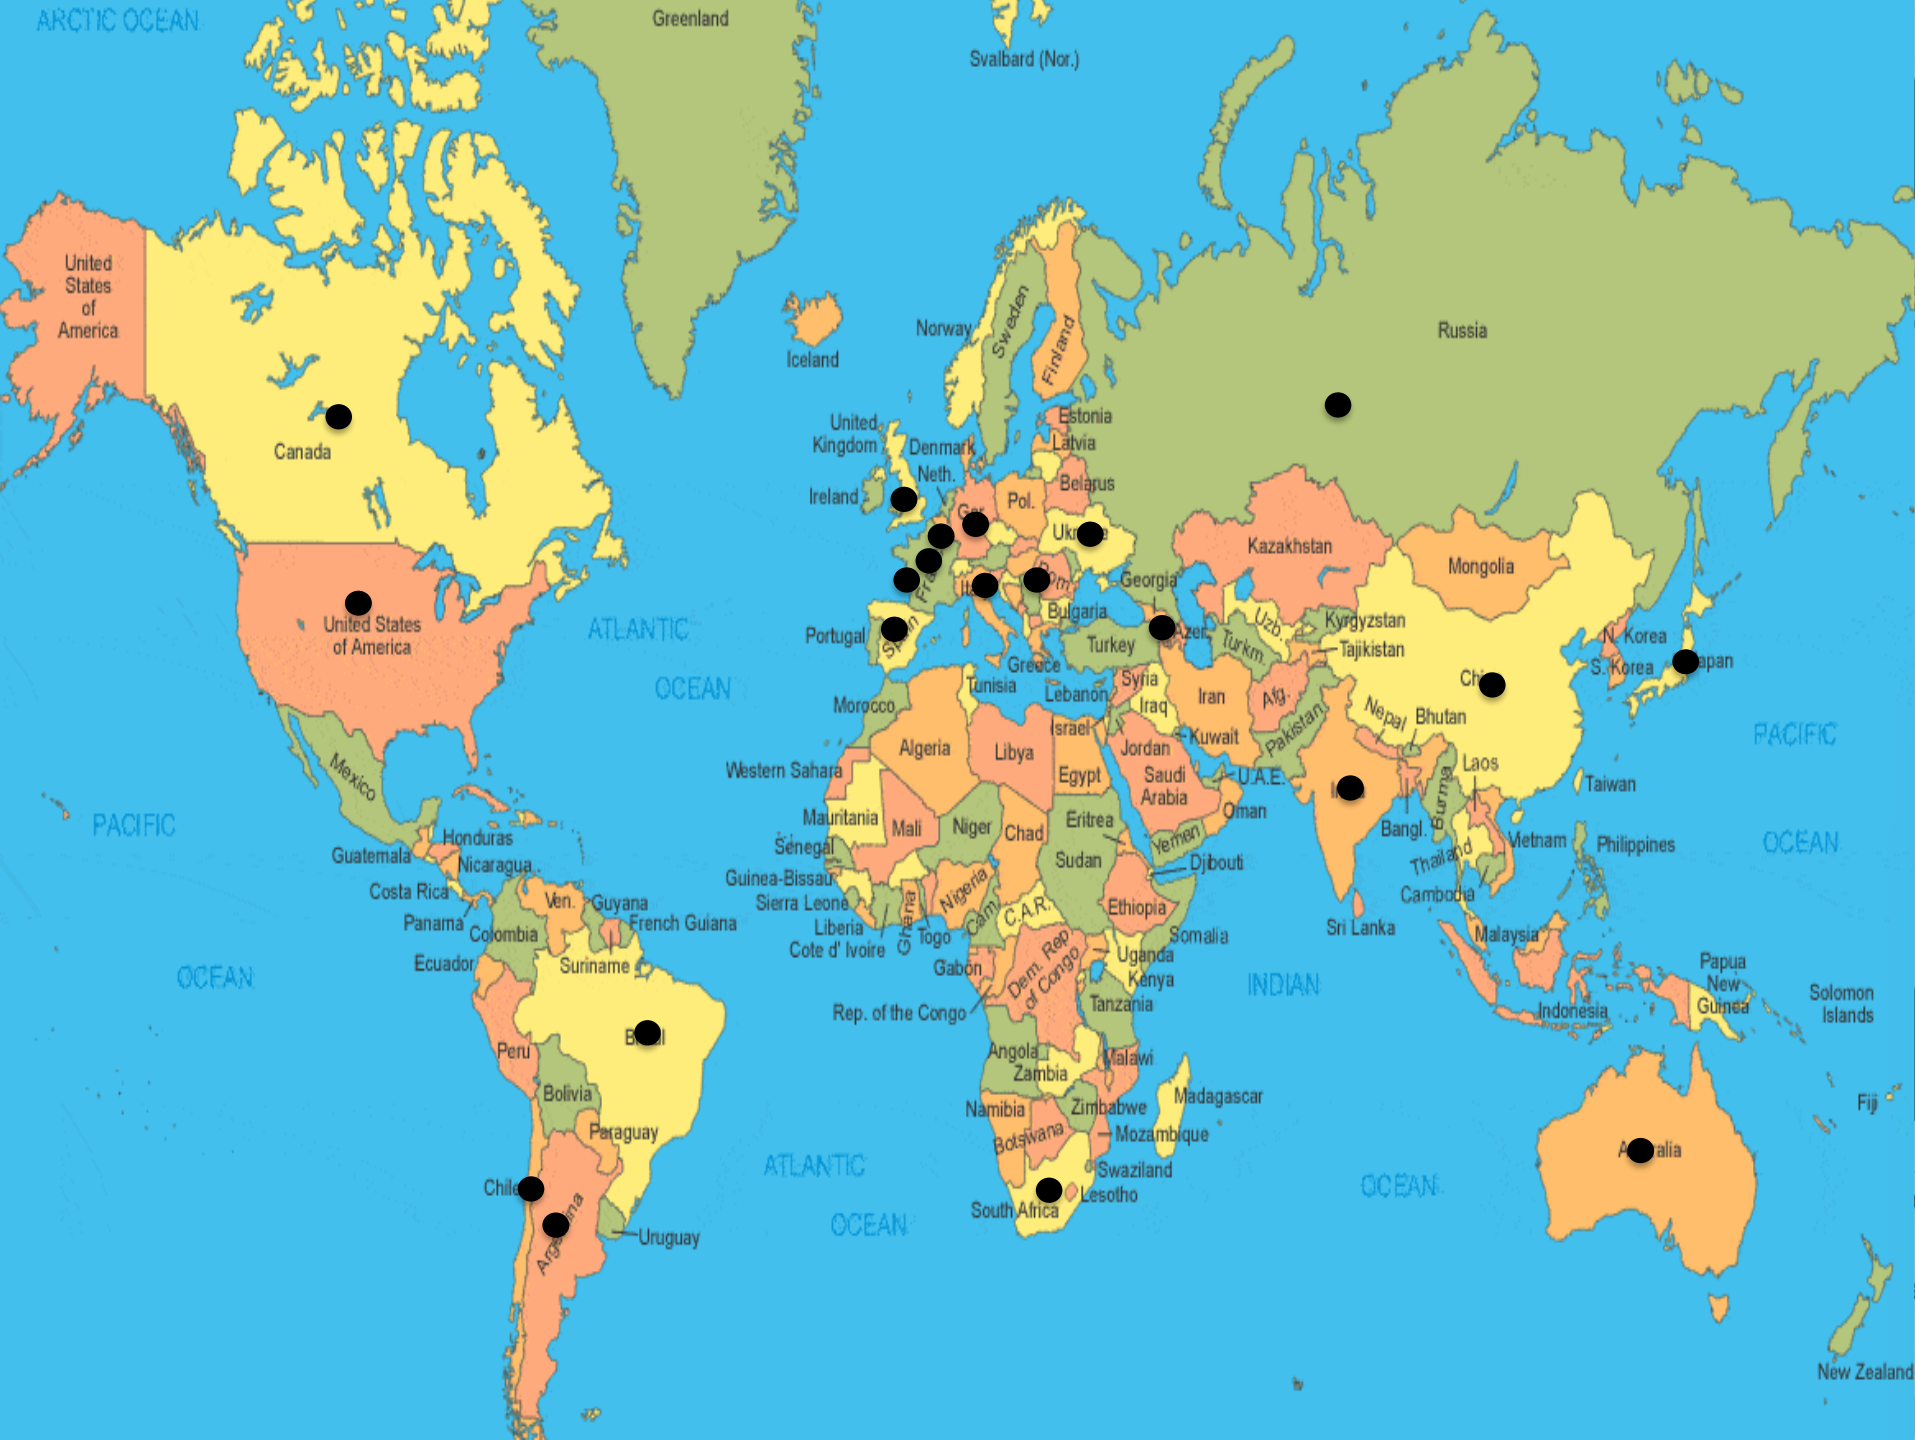 ARCTIC OCEAN
Greenland
Svalbard (Nor.)
United
States
of
America
Canada
Iceland
Norway
Sweden
Finland
Russia
United
Kingdom
Denmark
Neth.
Ireland
Estonia
Latvia
Belarus
Pol.
Kazakhstan
Mongolia
Georgia
Bulgaria
Portugal
Spain
Greece
Turkey
Azer.
Uzb.
Turkm.
Kyrgyzstan
Tajikistan
N. Korea
S. Korea
United States
of America
ATLANTIC
OCEAN
PACIFIC
OCEAN
Mexico
Morocco
Tunisia
Lebanon
Syria
Iraq
Iran
Afg.
Pakistan
Nepal
Bhutan
Israel
Kuwait
Jordan
Algeria
Libya
Egypt
Saudi
Arabia
U.A.E.
Oman
Yemen
Laos
Burma
Taiwan
Western Sahara
Mauritania
Mali
Niger
Chad
Eritrea
Sudan
Djibouti
Bangl.
Vietnam
Philippines
Thailand
Cambodia
Sri Lanka
Malaysia
PACIFIC
OCEAN
Honduras
Guatemala
Nicaragua
Costa Rica
Panama
Ven.
Guyana
French Guiana
Colombia
Ecuador
Suriname
Senegal
Guinea-Bissau
Sierra Leone
Liberia
Cote d' Ivoire
Ghana
Togo
Nigeria
Cam.
C.A.R.
Ethiopia
Somalia
Uganda
Kenya
Gabon
Dem. Rep.
of Congo
Rep. of the Congo
Tanzania
INDIAN
OCEAN
Indonesia
Papua
New
Guinea
Solomon
Islands
Peru
Bolivia
Paraguay
Chile
Argentina
Uruguay
Angola
Zambia
Malawi
Madagascar
Namibia
Botswana
Zimbabwe
Mozambique
Swaziland
Lesotho
South Africa
ATLANTIC
OCEAN
Fiji
New Zealand